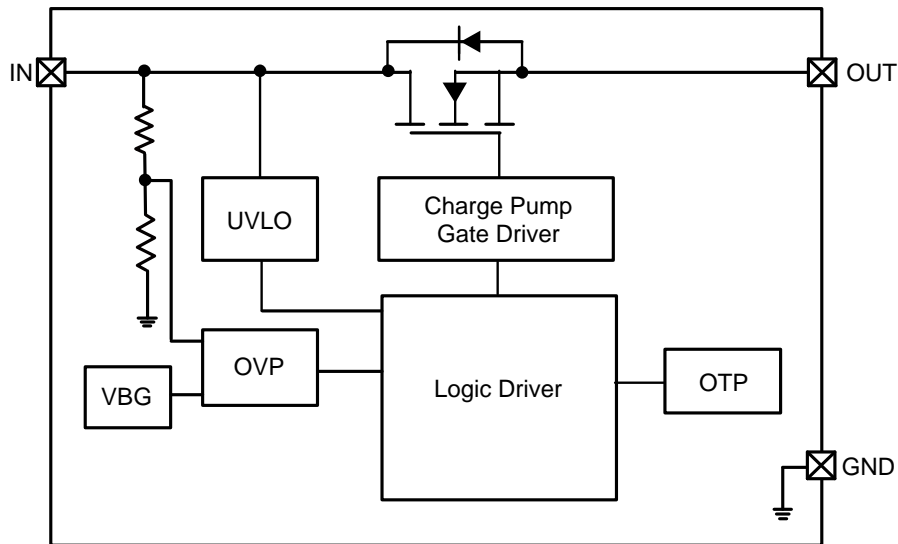 IN
OUT
UVLO
Charge Pump
Gate Driver
OVP
VBG
Logic Driver
OTP
GND